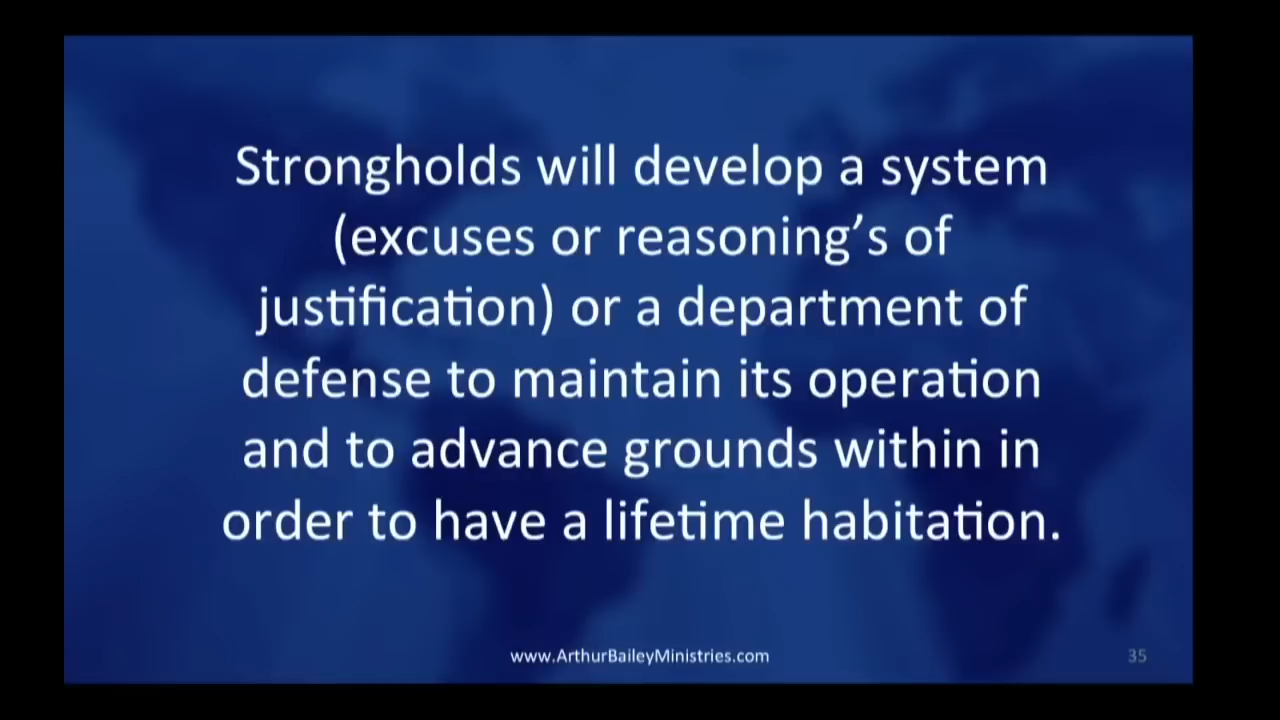 Strongholds will develop a system
(excuses or reasoning’s of
justification) or a department of
defense to maintain its operation
and to advance grounds within in
order to have a lifetime habitation.
www.ArthurBaileyMinistries.com
35